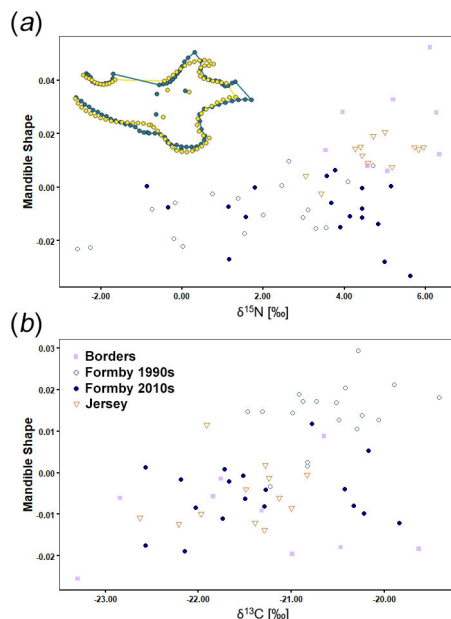 (a)
Mandible Shape
0.04
0.02
0.00
-0.02
-2.00 0.00 2.00 4.00 6.00
δ15N [‰]
(b)
Mandible Shape
0.03
0.02
0.01
0.00
-0.01
-0.02
Borders
Formby 1990s
Formby 2010s
Jersey
-23.00 -22.00 -21.00 -20.00
δ13C [‰]